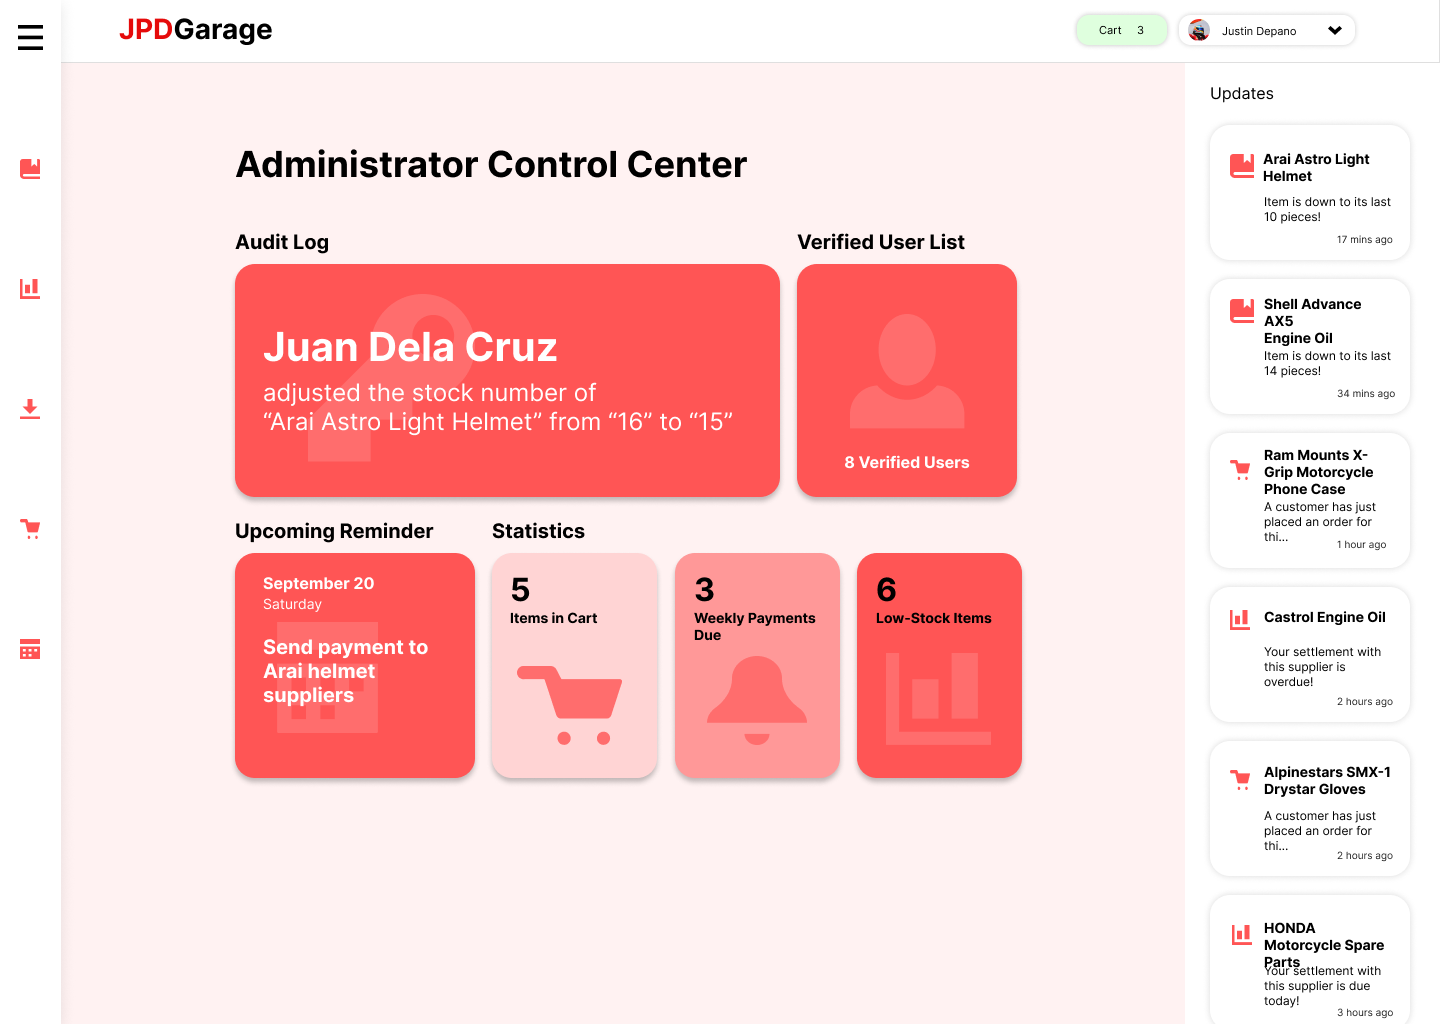 JPDGarage
Cart 3
Justin Depano
Administrator Control Center
Audit Log
Juan Dela Cruz
adjusted the stock number of
“Arai Astro Light Helmet” from “16” to “15”
Verified User List
8 Verified Users
Upcoming Reminder
September 20
Saturday
Send payment to
Arai helmet
suppliers
Statistics
5
Items in Cart
3
Weekly Payments
Due
6
Low-Stock Items
Updates
Arai Astro Light
Helmet
Item is down to its last
10 pieces!
17 mins ago
Shell Advance
AX5
Engine Oil
Item is down to its last
14 pieces!
34 mins ago
Ram Mounts X-
Grip Motorcycle
Phone Case
A customer has just
placed an order for
thi...
1 hour ago
Castrol Engine Oil
Your settlement with
this supplier is
overdue!
2 hours ago
Alpinestars SMX-1
Drystar Gloves
A customer has just
placed an order for
thi...
2 hours ago
HONDA
Motorcycle Spare
Parts
Your settlement with
this supplier is due
today!
3 hours ago